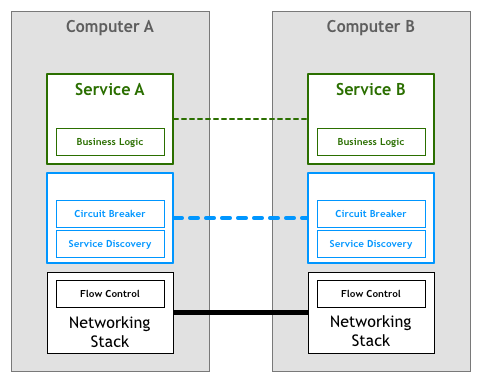 Computer A
Computer B
Service A
Business Logic
Service B
Business Logic
Circuit Breaker
Service Discovery
Circuit Breaker
Service Discovery
Flow Control
Networking
Stack
Flow Control
Networking
Stack